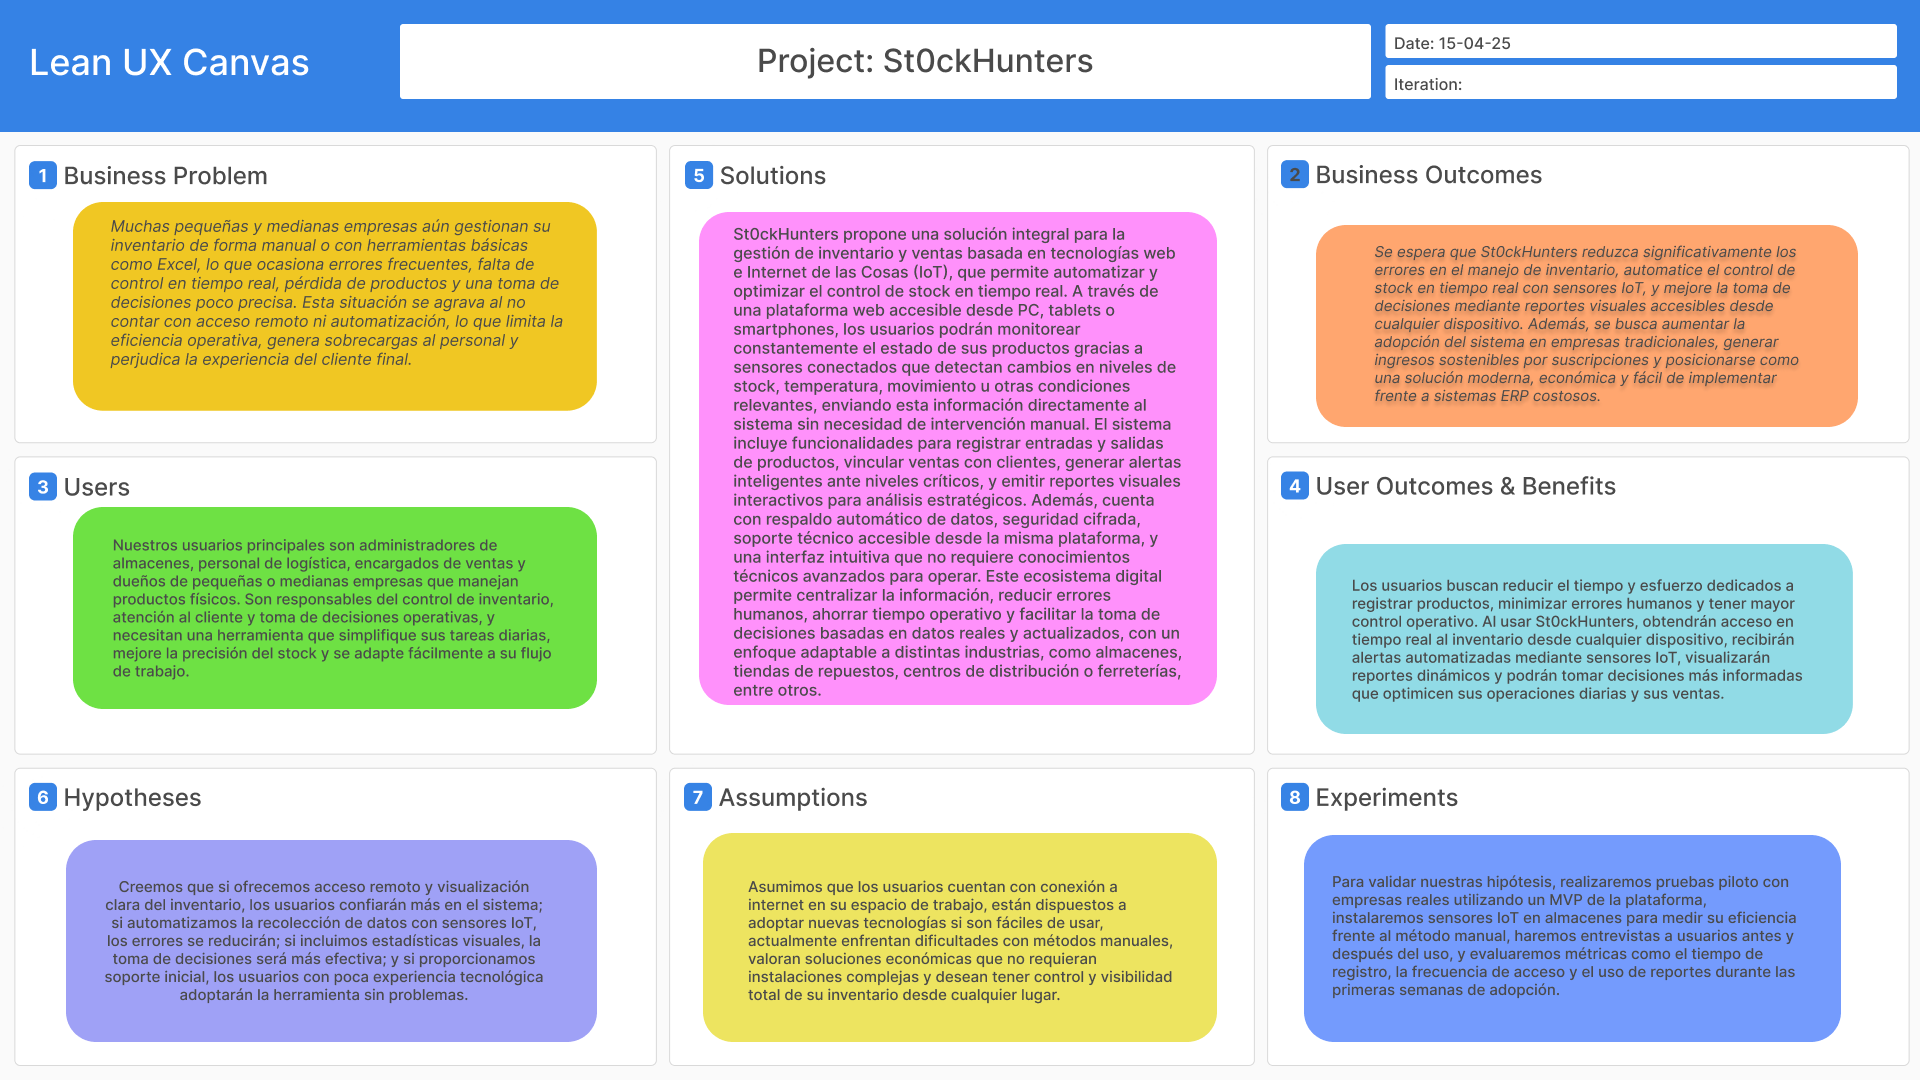 Lean UX Canvas
Project: St0ckHunters
Date: 15-04-25
Iteration:
1 Business Problem
Muchas pequeñas y medianas empresas aún gestionan su
inventario de forma manual o con herramientas básicas
como Excel, lo que ocasiona errores frecuentes, falta de
control en tiempo real, pérdida de productos y una toma de
decisiones poco precisa. Esta situación se agrava al no
contar con acceso remoto ni automatización, lo que limita la
eficiencia operativa, genera sobrecargas al personal y
perjudica la experiencia del cliente final.
5 Solutions
St0ckHunters propone una solución integral para la
gestión de inventario y ventas basada en tecnologías web
e Internet de las Cosas (IoT), que permite automatizar y
optimizar el control de stock en tiempo real. A través de
una plataforma web accesible desde PC, tablets o
smartphones, los usuarios podrán monitorear
constantemente el estado de sus productos gracias a
sensores conectados que detectan cambios en niveles de
stock, temperatura, movimiento u otras condiciones
relevantes, enviando esta información directamente al
sistema sin necesidad de intervención manual. El sistema
incluye funcionalidades para registrar entradas y salidas
de productos, vincular ventas con clientes, generar alertas
inteligentes ante niveles críticos, y emitir reportes visuales
interactivos para análisis estratégicos. Además, cuenta
con respaldo automático de datos, seguridad cifrada,
soporte técnico accesible desde la misma plataforma, y
una interfaz intuitiva que no requiere conocimientos
técnicos avanzados para operar. Este ecosistema digital
permite centralizar la información, reducir errores
humanos, ahorrar tiempo operativo y facilitar la toma de
decisiones basadas en datos reales y actualizados, con un
enfoque adaptable a distintas industrias, como almacenes,
tiendas de repuestos, centros de distribución o ferreterías,
entre otros.
2 Business Outcomes
Se espera que St0ckHunters reduzca significativamente los
errores en el manejo de inventario, automatice el control de
stock en tiempo real con sensores IoT, y mejore la toma de
decisiones mediante reportes visuales accesibles desde
cualquier dispositivo. Además, se busca aumentar la
adopción del sistema en empresas tradicionales, generar
ingresos sostenibles por suscripciones y posicionarse como
una solución moderna, económica y fácil de implementar
frente a sistemas ERP costosos.
3 Users
Nuestros usuarios principales son administradores de
almacenes, personal de logística, encargados de ventas y
dueños de pequeñas o medianas empresas que manejan
productos físicos. Son responsables del control de inventario,
atención al cliente y toma de decisiones operativas, y
necesitan una herramienta que simplifique sus tareas diarias,
mejore la precisión del stock y se adapte fácilmente a su flujo
de trabajo.
4 User Outcomes & Benefits
Los usuarios buscan reducir el tiempo y esfuerzo dedicados a
registrar productos, minimizar errores humanos y tener mayor
control operativo. Al usar St0ckHunters, obtendrán acceso en
tiempo real al inventario desde cualquier dispositivo, recibirán
alertas automatizadas mediante sensores IoT, visualizarán
reportes dinámicos y podrán tomar decisiones más informadas
que optimicen sus operaciones diarias y sus ventas.
6 Hypotheses
Creemos que si ofrecemos acceso remoto y visualización
clara del inventario, los usuarios confiarán más en el sistema;
si automatizamos la recolección de datos con sensores IoT,
los errores se reducirán; si incluimos estadísticas visuales, la
toma de decisiones será más efectiva; y si proporcionamos
soporte inicial, los usuarios con poca experiencia tecnológica
adoptarán la herramienta sin problemas.
7 Assumptions
Asumimos que los usuarios cuentan con conexión a
internet en su espacio de trabajo, están dispuestos a
adoptar nuevas tecnologías si son fáciles de usar,
actualmente enfrentan dificultades con métodos manuales,
valoran soluciones económicas que no requieran
instalaciones complejas y desean tener control y visibilidad
total de su inventario desde cualquier lugar.
8 Experiments
Para validar nuestras hipótesis, realizaremos pruebas piloto con
empresas reales utilizando un MVP de la plataforma,
instalaremos sensores IoT en almacenes para medir su eficiencia
frente al método manual, haremos entrevistas a usuarios antes y
después del uso, y evaluaremos métricas como el tiempo de
registro, la frecuencia de acceso y el uso de reportes durante las
primeras semanas de adopción.